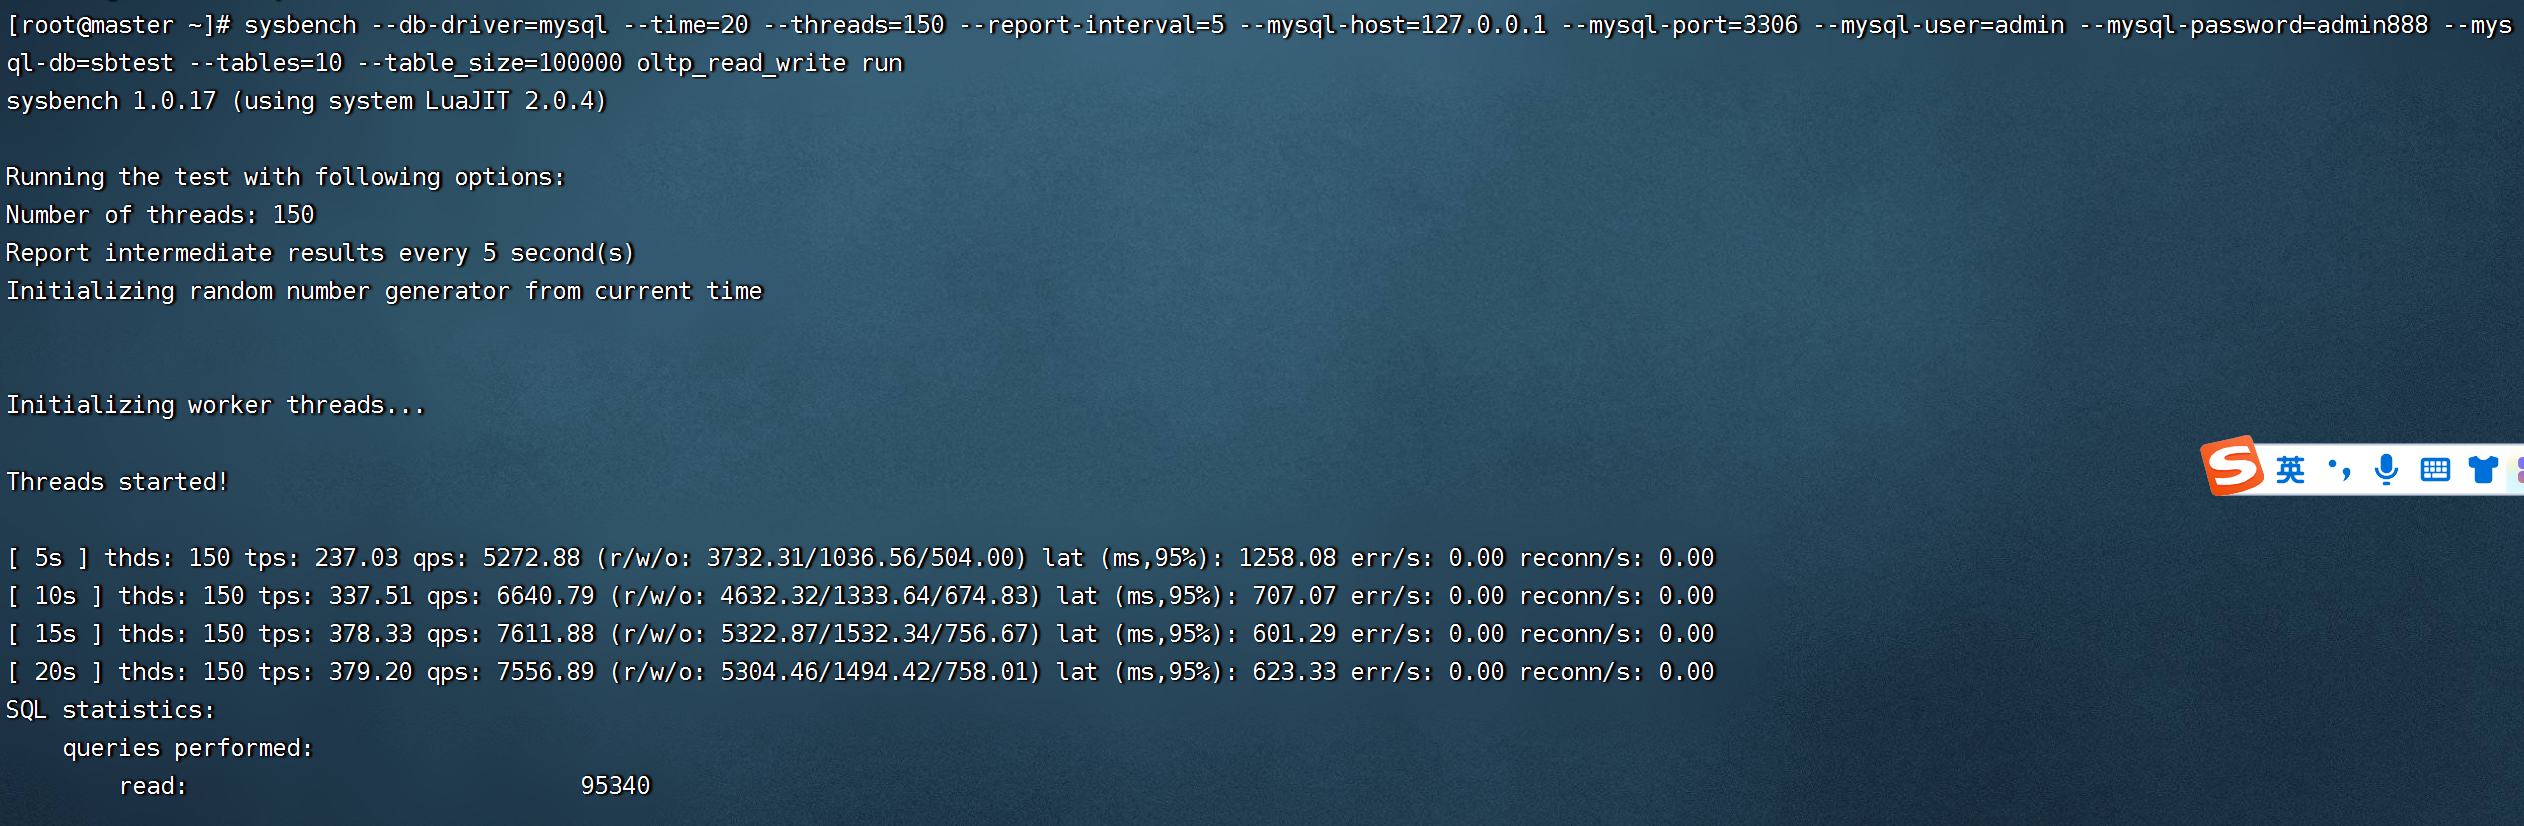 [root@master ~]# sysbench --db-driver=mysql --time=20 --threads=150 --report-interval=5 --mysql-host=127.0.0.1 --mysql-port=3306 --mysql-user=admin --mysql-password=admin888 --mys
ql-db=sbtest --tables=10 --table_size=100000 oltp_read_write run
sysbench 1.0.17 (using system LuaJIT 2.0.4)
Running the test with following options:
Number of threads: 150
Report intermediate results every 5 second(s)
Initializing random number generator from current time
Initializing worker threads...
S 英 •,
Threads started!
[ 5s ] thds: 150 tps: 237.03 qps: 5272.88 (r/w/o: 3732.31/1036.56/504.00) lat (ms,95%): 1258.08 err/s: 0.00 reconn/s: 0.00
[ 10s ] thds: 150 tps: 337.51 qps: 6640.79 (r/w/o: 4632.32/1333.64/674.83) lat (ms,95%): 707.07 err/s: 0.00 reconn/s: 0.00
[ 15s ] thds: 150 tps: 378.33 qps: 7611.88 (r/w/o: 5322.87/1532.34/756.67) lat (ms,95%): 601.29 err/s: 0.00 reconn/s: 0.00
[ 20s ] thds: 150 tps: 379.20 qps: 7556.89 (r/w/o: 5304.46/1494.42/758.01) lat (ms,95%): 623.33 err/s: 0.00 reconn/s: 0.00
SQL statistics:
queries performed:
read: 95340